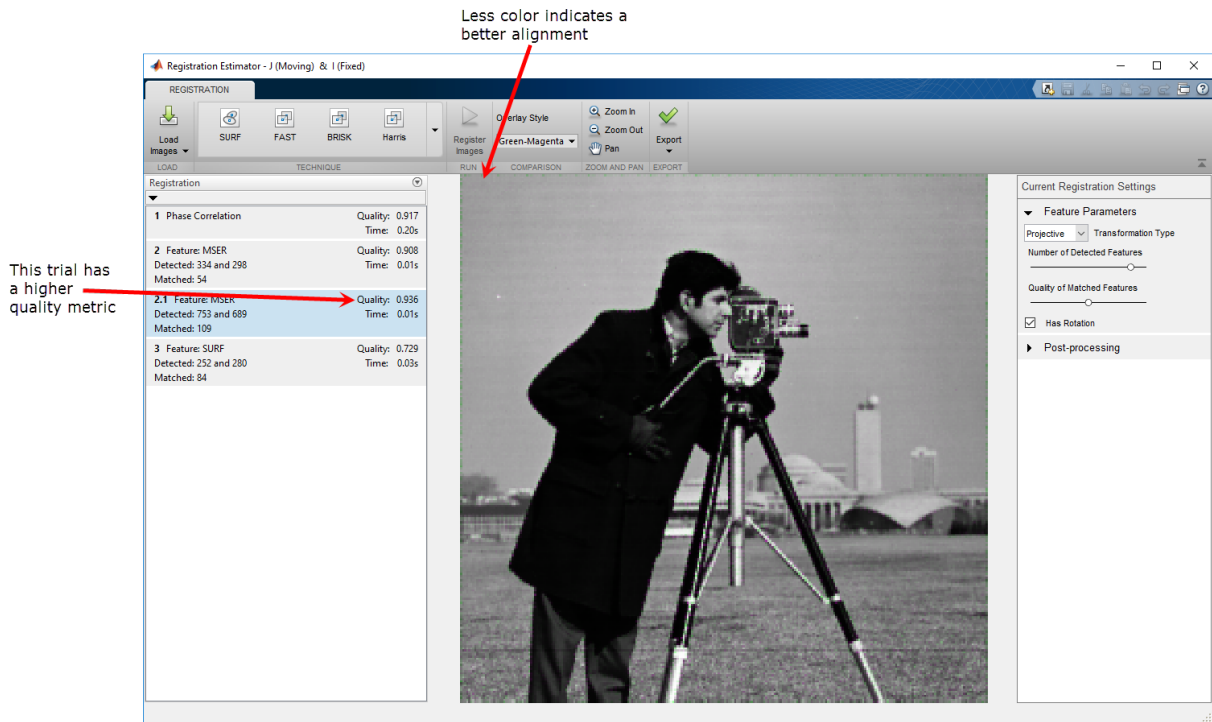 Less color indicates a
better alignment
Registration Estimator - J (Moving) & I (Fixed)
REGISTRATION
Load
Images
SURF
FAST
BRISK
Harris
Register
Images
Overlay Style
Green-Magenta
Zoom In
Zoom Out
Pan
Export
LOAD
TECHNIQUE
RUN
COMPARISON
ZOOM AND PAN
EXPORT
Registration
1 Phase Correlation Quality: 0.917
Time: 0.20s
2 Feature: MSER Quality: 0.908
Detected: 334 and 298 Time: 0.01s
Matched: 54
2.1 Feature: MSER Quality: 0.936
Detected: 753 and 689 Time: 0.01s
Matched: 109
3 Feature: SURF Quality: 0.729
Detected: 252 and 280 Time: 0.03s
Matched: 84
This trial has
a higher
quality metric
Current Registration Settings
Feature Parameters
Projective Transformation Type
Number of Detected Features
Quality of Matched Features
Has Rotation
Post-processing